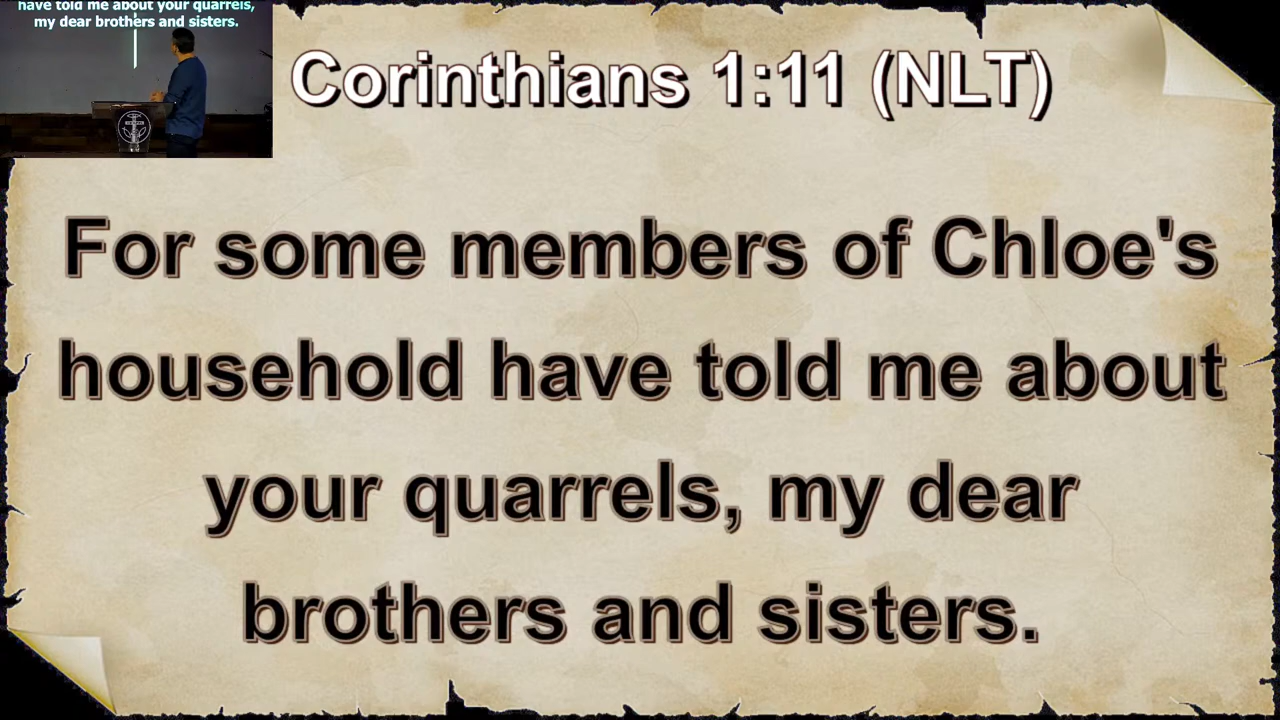 have told me about your quarrels,
my dear brothers and sisters.
Corinthians 1:11 (NLT)
For some members of Chloe's
household have told me about
your quarrels, my dear
brothers and sisters.